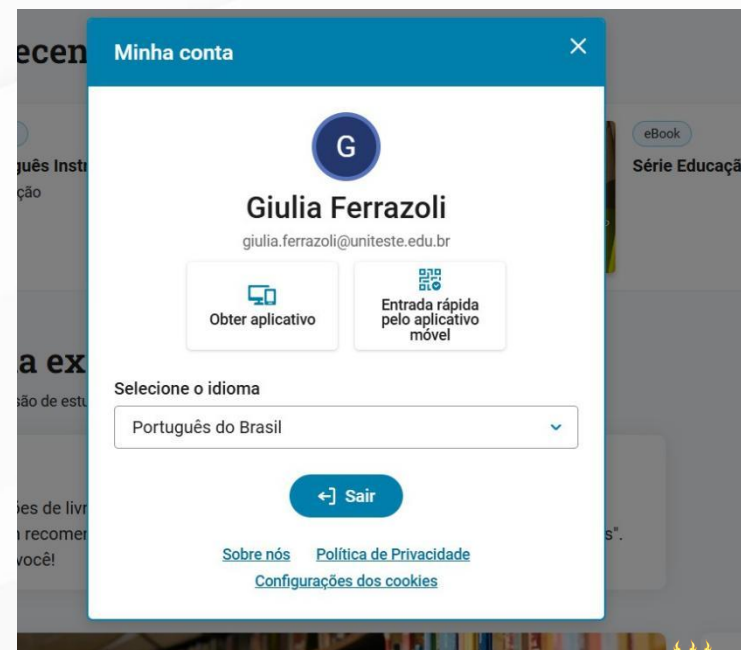 ecen
Minha conta
eBook
guês Inst
Série Educaçã
ção
G
Giulia Ferrazoli
giulia.ferrazoli@uniteste.edu.br
Obter aplicativo
Entrada rápida
pelo aplicativo
móvel
a ex
são de estu
Selecione o idioma
Português do Brasil
Sair
ões de livr
recomen
s".
você!
Sobre nós Política de Privacidade
Configurações dos cookies